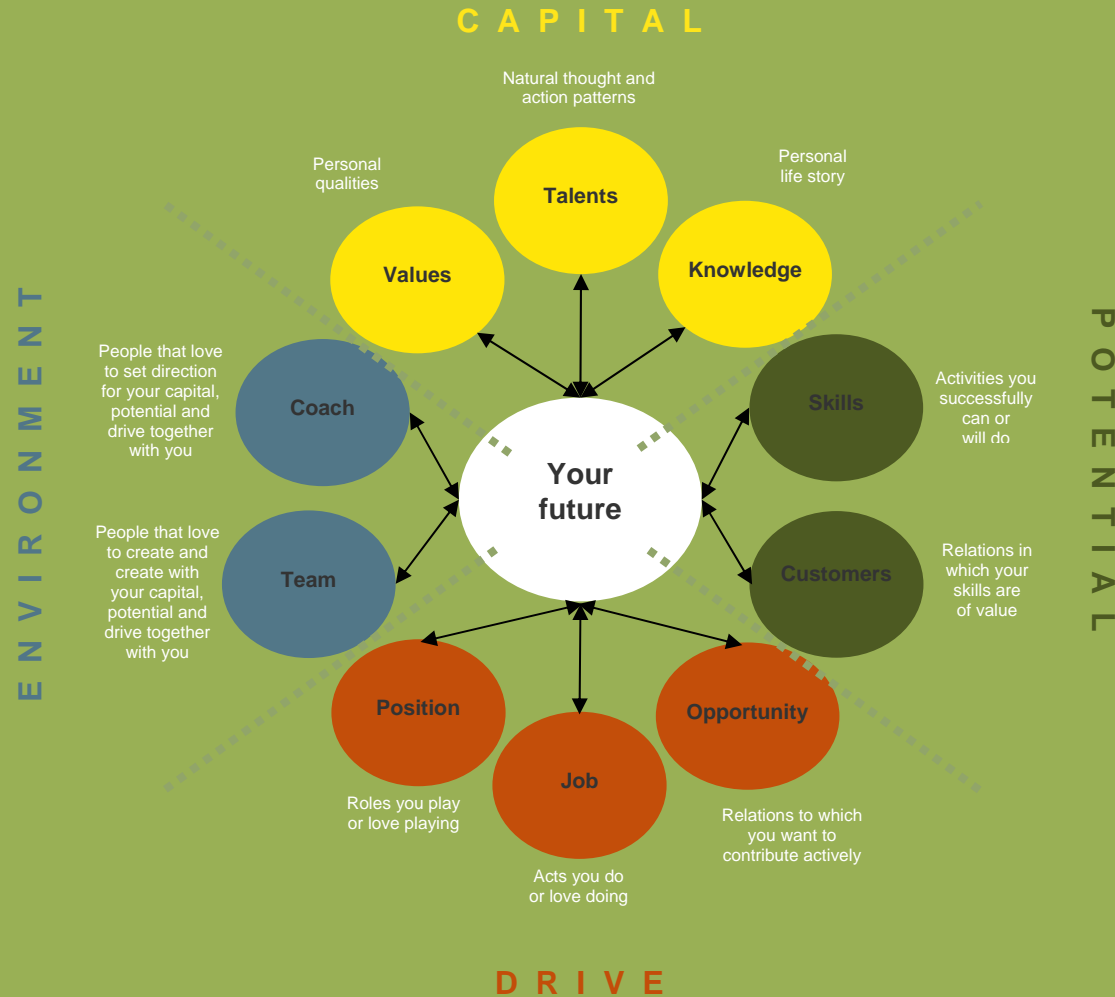 CAPITAL
Natural thought and
action patterns
Personal
qualities
Personal
life story
Talents
Values
Knowledge
ENVIRONMENT
POTENTIAL
People that love
to set direction
for your capital,
potential and
drive together
with you
Coach
Skills
Activities you
successfully
can or
will do
Your
future
People that love
to create and
create with
your capital,
potential and
drive together
with you
Team
Customers
Relations in
which your
skills are
of value
Position
Job
Opportunity
Roles you play
or love playing
Relations to which
you want to
contribute actively
Acts you do
or love doing
DRIVE